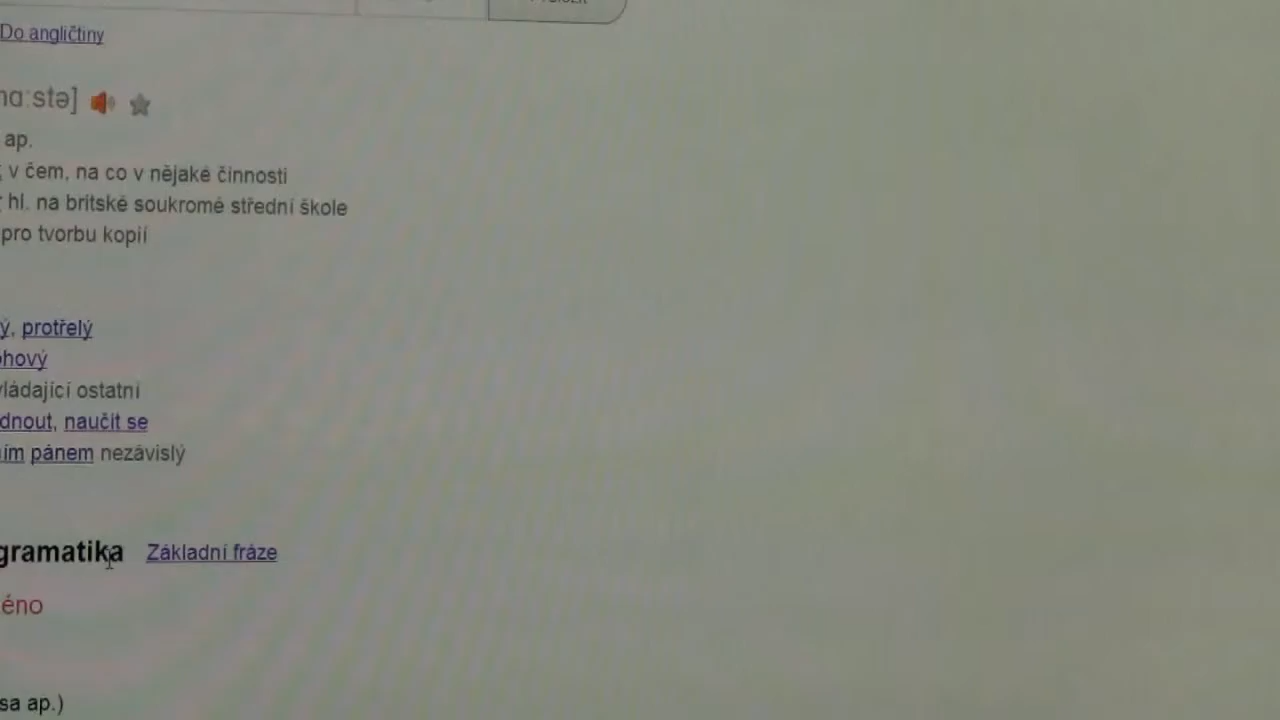 Do angličtiny
ɑːstə]
ap.
v čem, na co v nějaké činnosti
hl. na britské soukromé střední škole
pro tvorbu kopií
ý, protřelý
hový
ládající ostatní
dnout, naučit se
ím pánem nezávislý
gramatika Základní fráze
éno
sa ap.)